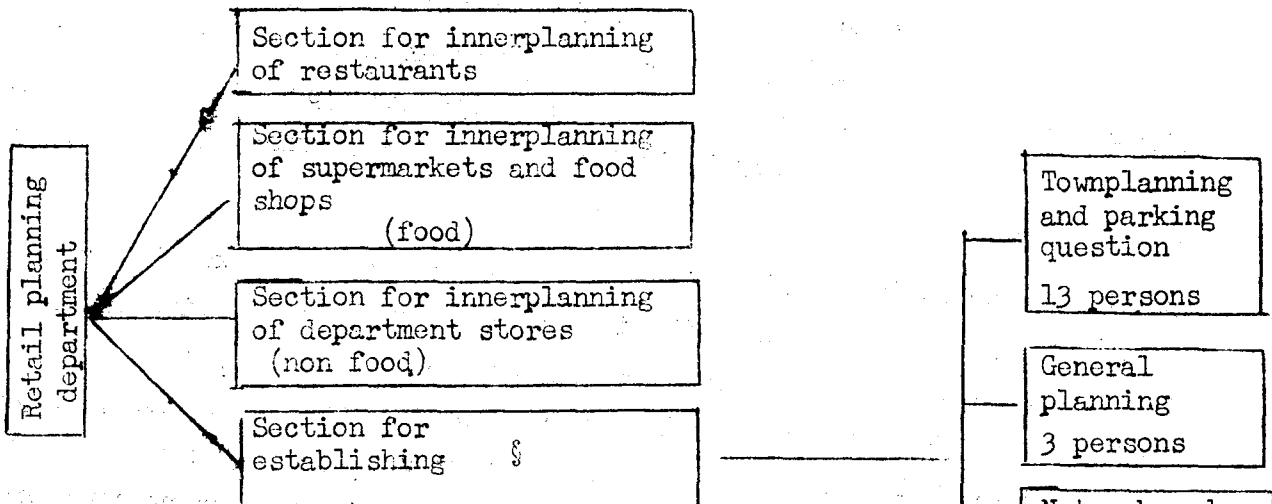 Retail planning
department
Section for innerplanning
of restaurants
Section for innerplanning
of supermarkets and food
shops
(food)
Section for innerplanning
of department stores
(non food)
Section for
establishing §
Townplanning
and parking
question
13 persons
General
planning
3 persons